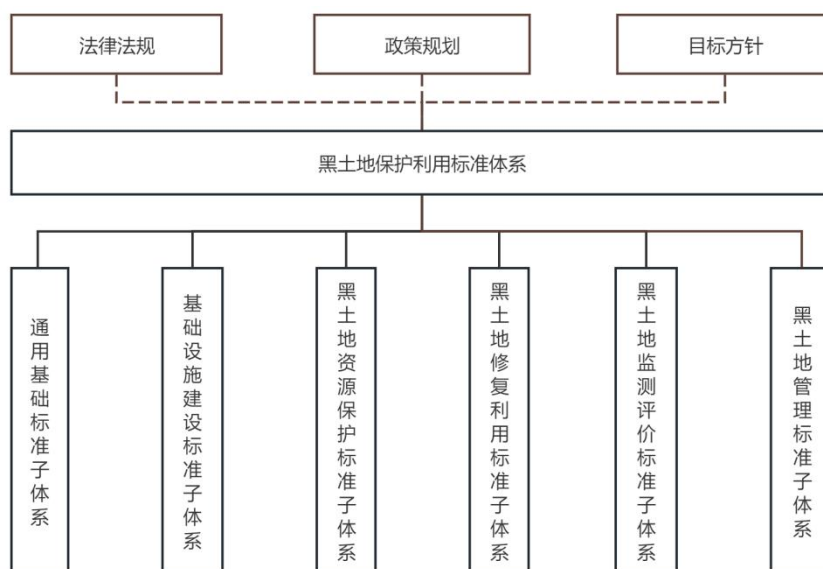 法律法规
政策规划
目标方针
黑土地保护利用标准体系
通用基础标准子体系
基础设施建设标准子体系
黑土地资源保护标准子体系
黑土地修复利用标准子体系
黑土地监测评价标准子体系
黑土地管理标准子体系